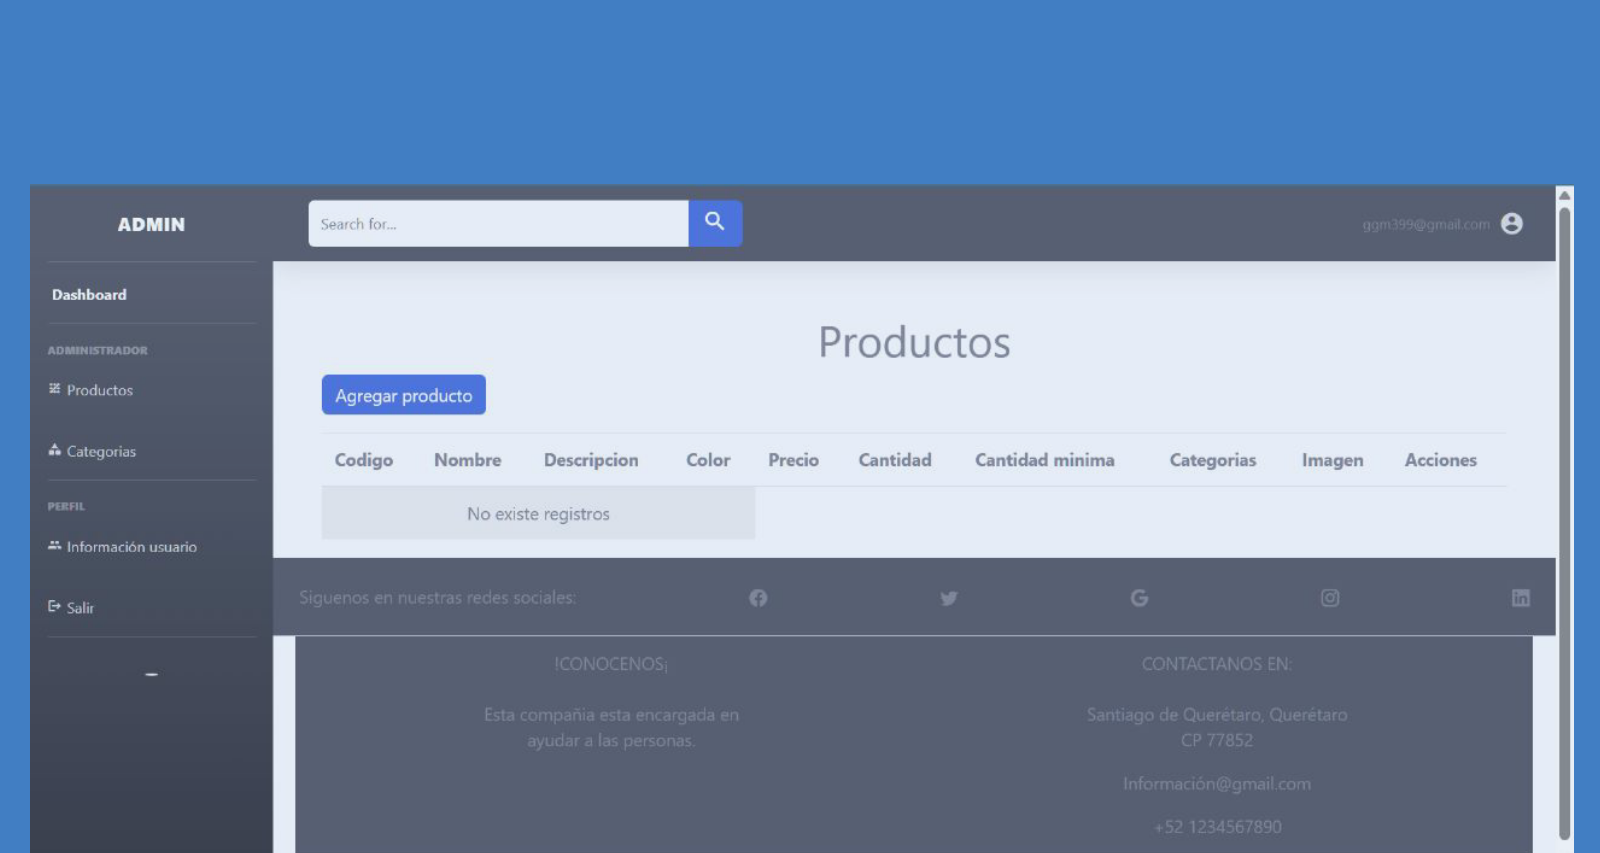 ADMIN
Search for...
ggm399@gmail.com
Dashboard
ADMINISTRADOR
Productos
Categorias
PERFIL
Información usuario
Salir
Productos
Agregar producto
Codigo Nombre Descripcion Color Precio Cantidad Cantidad minima Categorias Imagen Acciones
No existe registros
Siguenos en nuestras redes sociales:
!CONOCENOS¡
Esta compañia esta encargada en
ayudar a las personas.
CONTACTANOS EN:
Santiago de Querétaro, Querétaro
CP 77852
Información@gmail.com
+52 1234567890